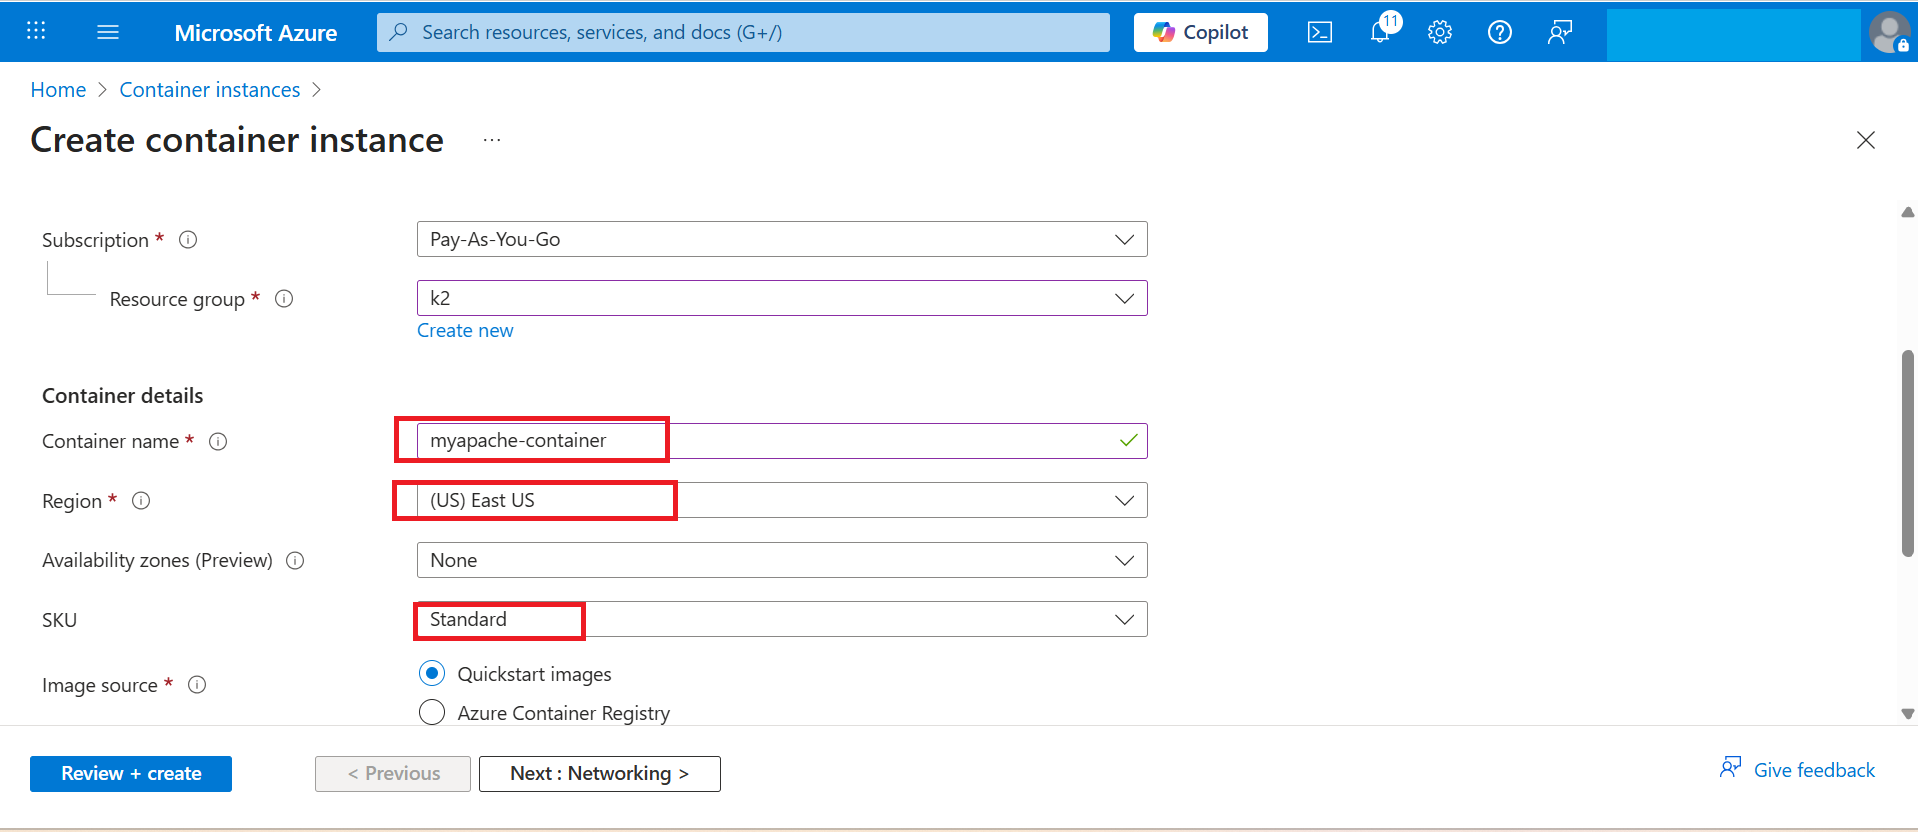 Microsoft Azure
Search resources, services, and docs (G+/)
Copilot
11
Home > Container instances >
Create container instance ...
Subscription * Pay-As-You-Go
Resource group * k2
Create new
Container details
Container name * myapache-container
Region * (US) East US
Availability zones (Preview) None
SKU Standard
Image source * Quickstart images
Azure Container Registry
Review + create
< Previous
Next : Networking >
Give feedback